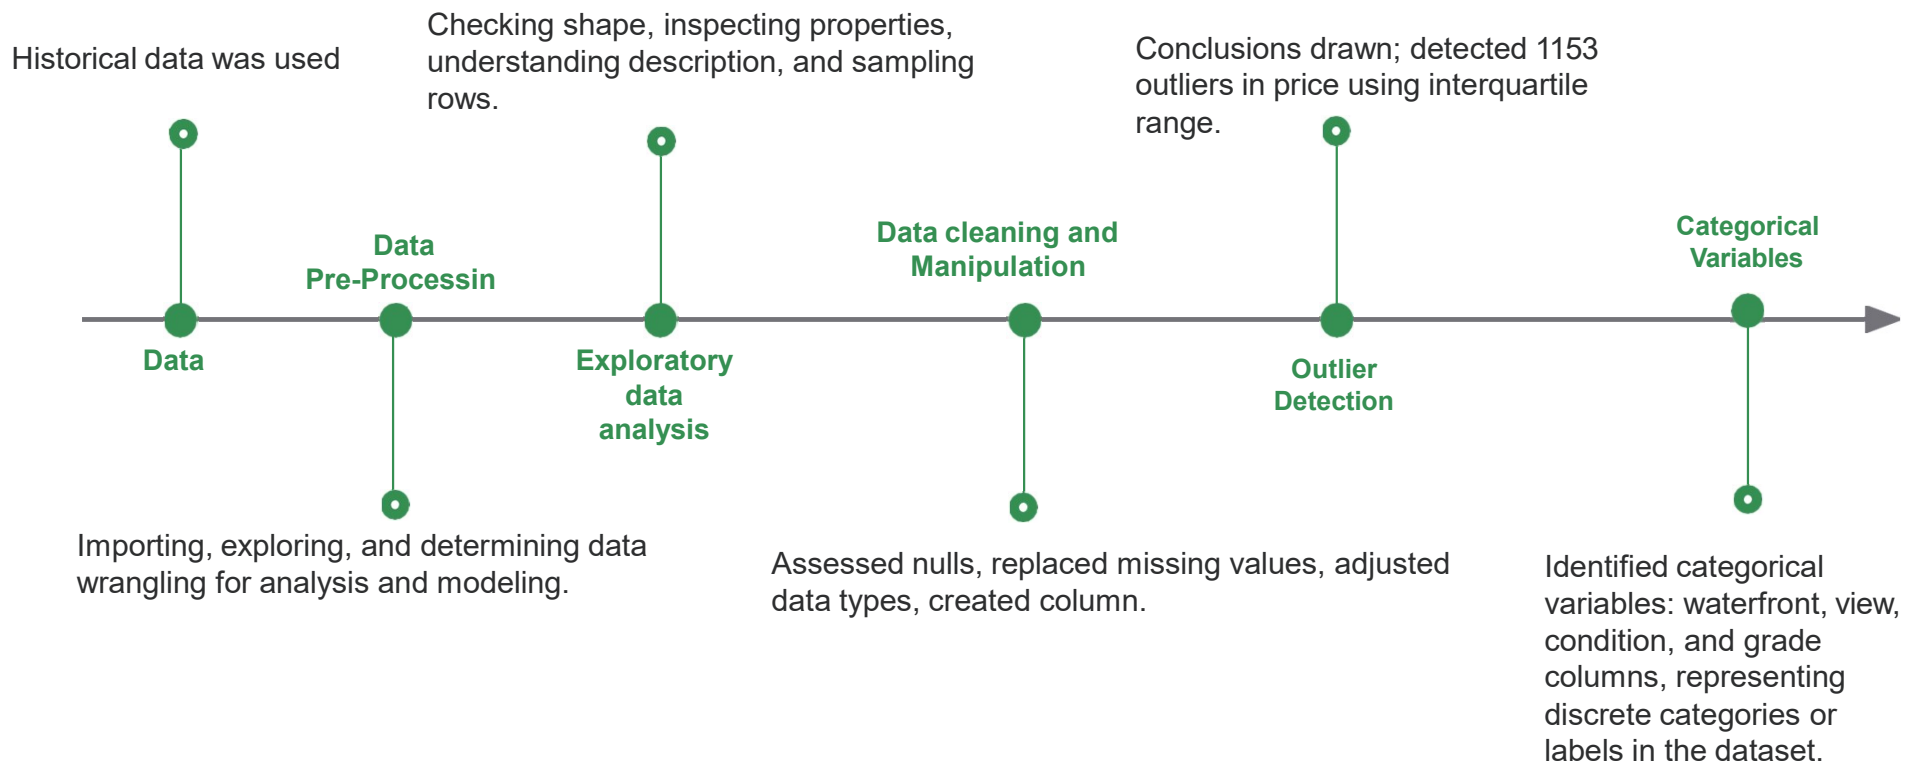 Historical data was used
Data
Data
Pre-Processin
Importing, exploring, and determining data
wrangling for analysis and modeling.
Checking shape, inspecting properties,
understanding description, and sampling
rows.
Exploratory
data
analysis
Data cleaning and
Manipulation
Assessed nulls, replaced missing values, adjusted
data types, created column.
Conclusions drawn; detected 1153
outliers in price using interquartile
range.
Outlier
Detection
Categorical
Variables
Identified categorical
variables: waterfront, view,
condition, and grade
columns, representing
discrete categories or
labels in the dataset.